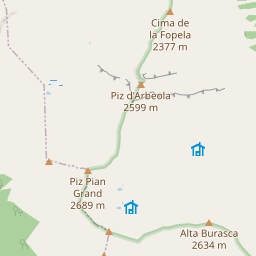 Cima de
la Fopela
2377 m
Piz d'Arbeola
2599 m
Piz Pian
Grand
2689 m
Alta Burasca
2634 m